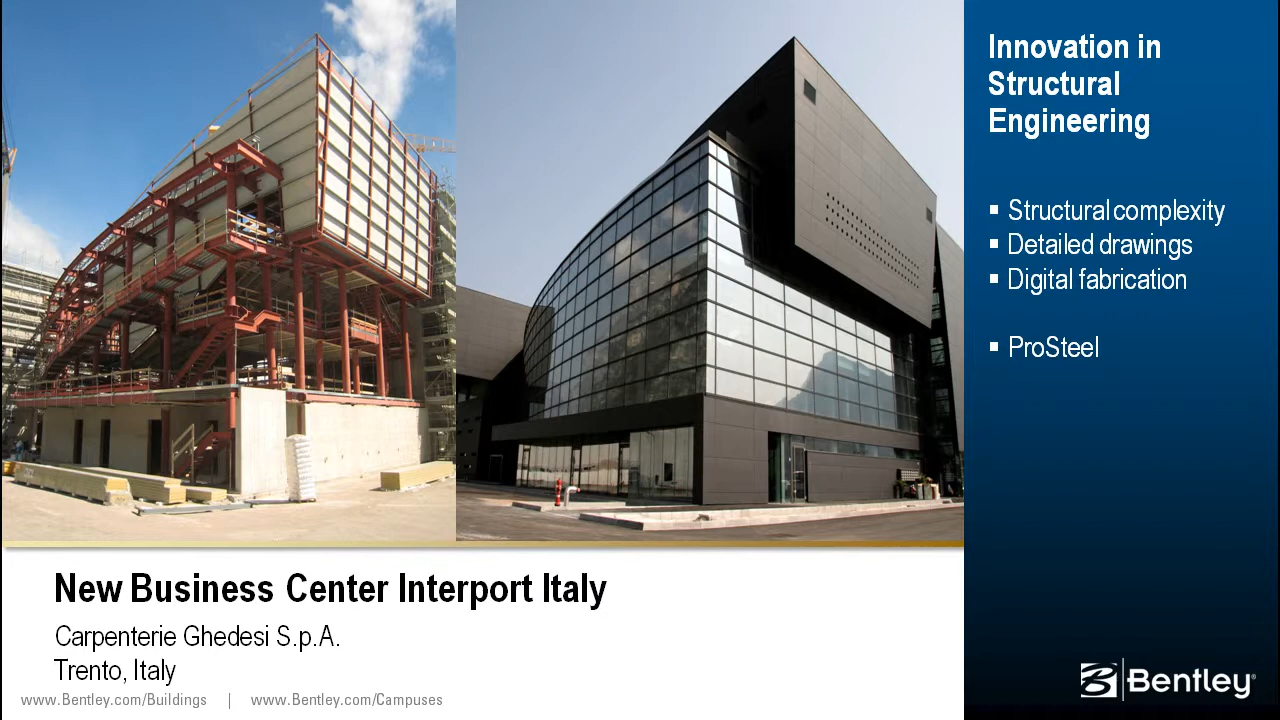 Innovation in
Structural
Engineering
▪ Structural complexity
▪ Detailed drawings
▪ Digital fabrication
▪ ProSteel
New Business Center Interport Italy
Carpenterie Ghedesi S.p.A.
Trento, Italy
www.Bentley.com/Buildings | www.Bentley.com/Campuses
Bentley®